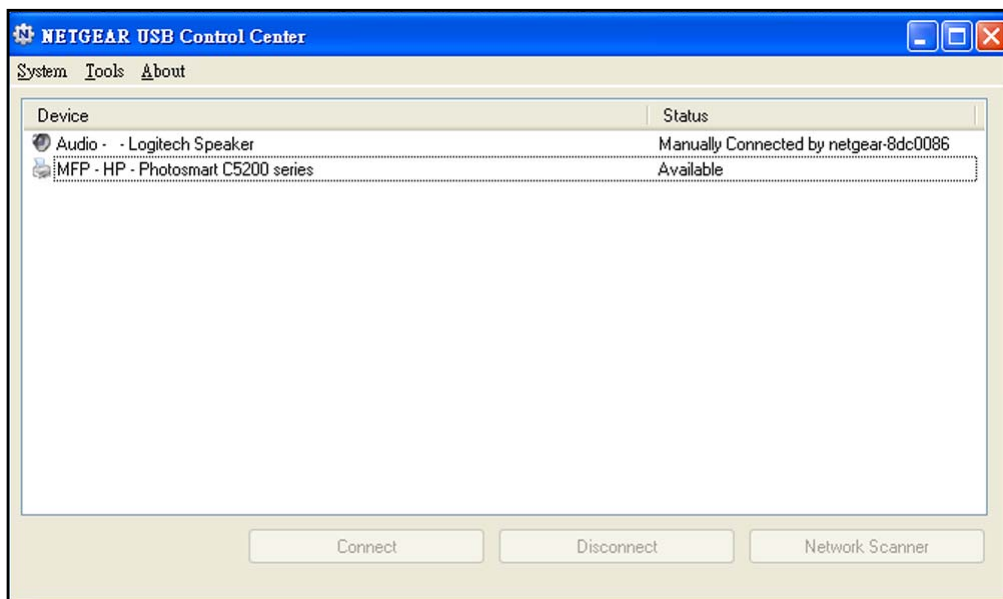 NETGEAR USB Control Center
System Tools About
Device Status
Audio - - Logitech Speaker Manually Connected by netgear-8dc0086
MFP - HP - Photosmart C5200 series Available
Connect Disconnect Network Scanner